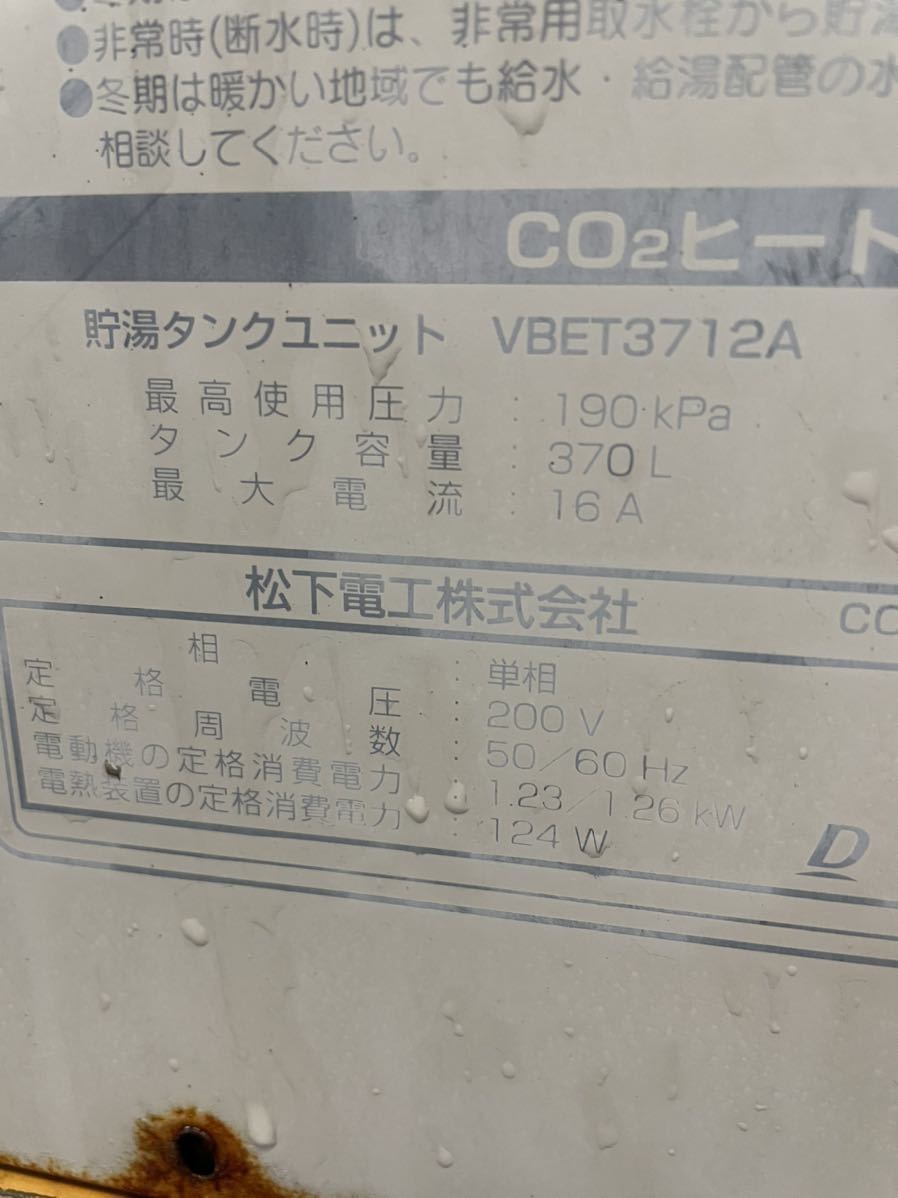 ●非常時(断水時)は、非常用取水栓から貯湯
●冬期は暖かい地域でも給水・給湯配管の水
相談してください。
CO2ヒート
貯湯タンクユニット VBET3712A
最高使用圧力 : 190 kPa
タンク容量 : 370 L
最大電流 : 16 A
松下電工株式会社 CO
相 : 単相
定格電圧 : 200 V
定格周波数 : 50/60 Hz
電動機の定格消費電力 : 1.23/1.26 kW
電熱装置の定格消費電力 : 124 W
D